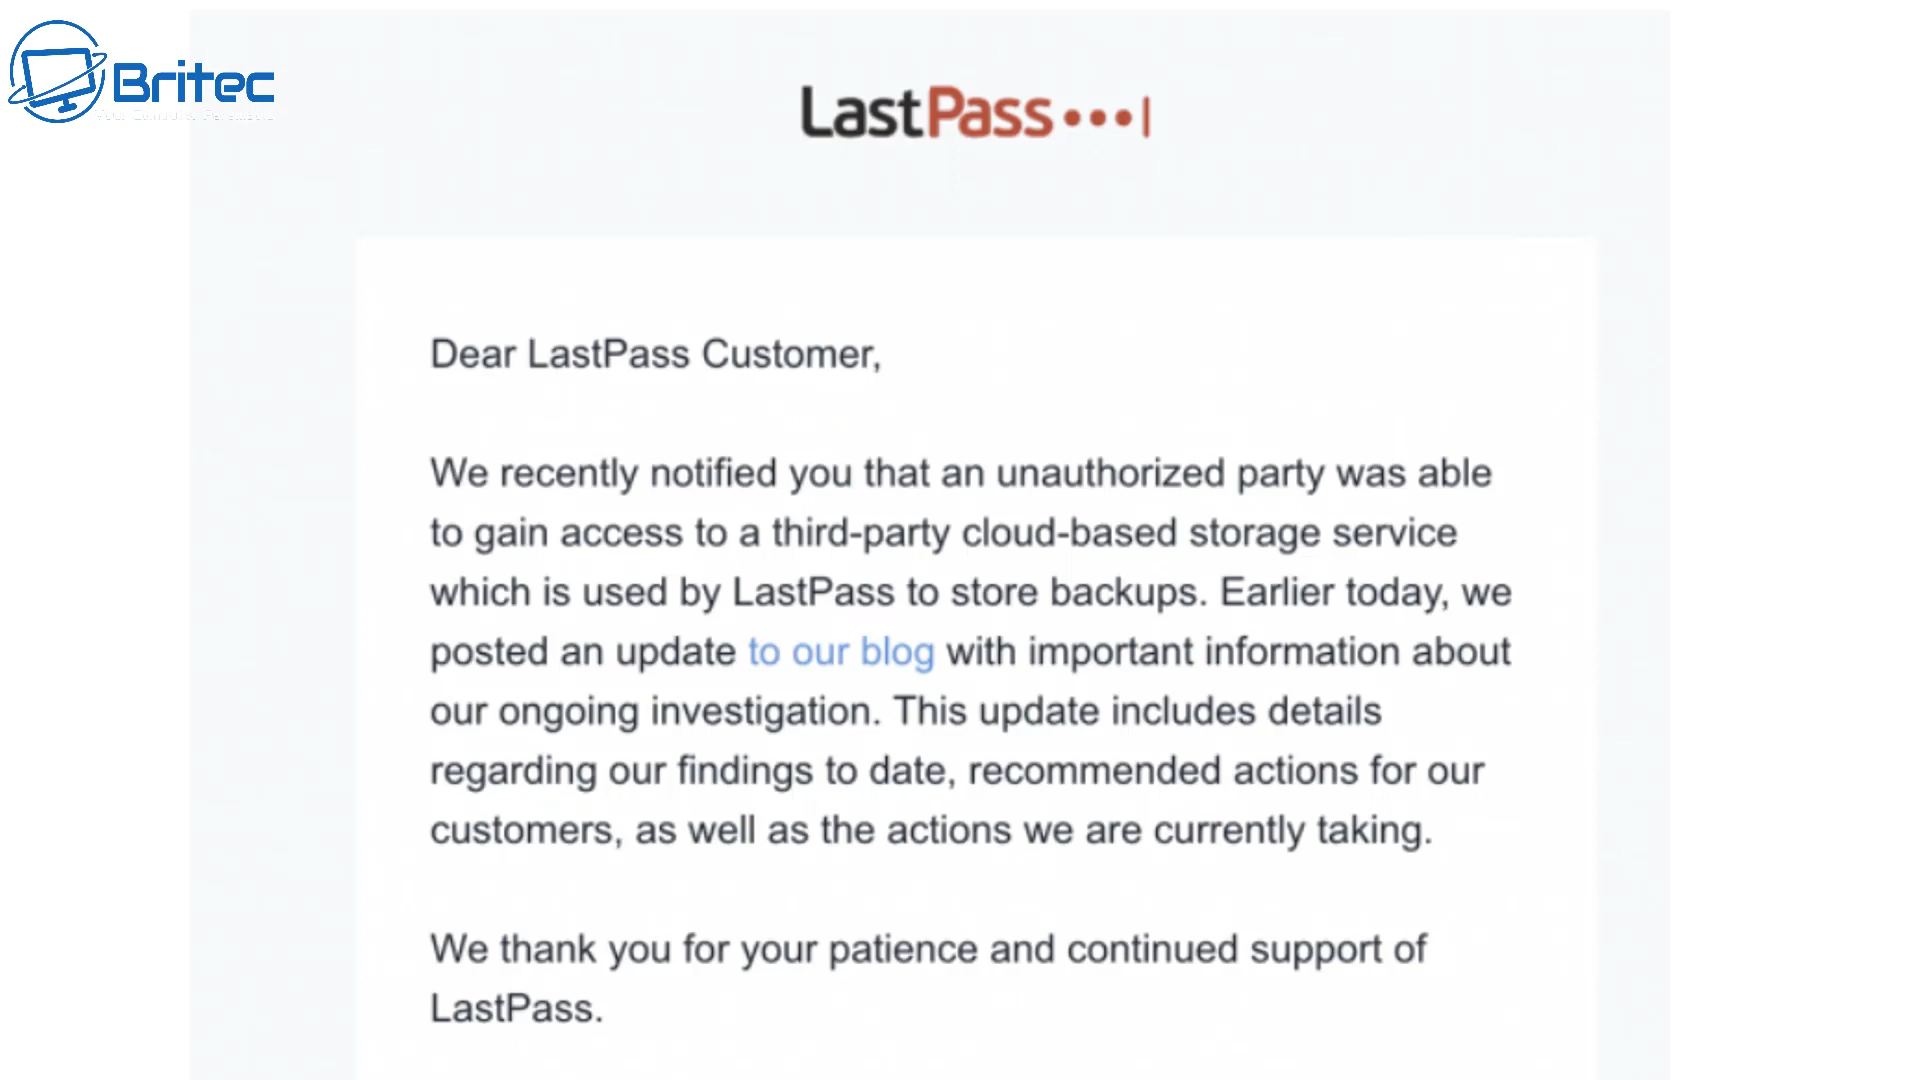 Britec
LastPass
Dear LastPass Customer,
We recently notified you that an unauthorized party was able
to gain access to a third-party cloud-based storage service
which is used by LastPass to store backups. Earlier today, we
posted an update to our blog with important information about
our ongoing investigation. This update includes details
regarding our findings to date, recommended actions for our
customers, as well as the actions we are currently taking.
We thank you for your patience and continued support of
LastPass.